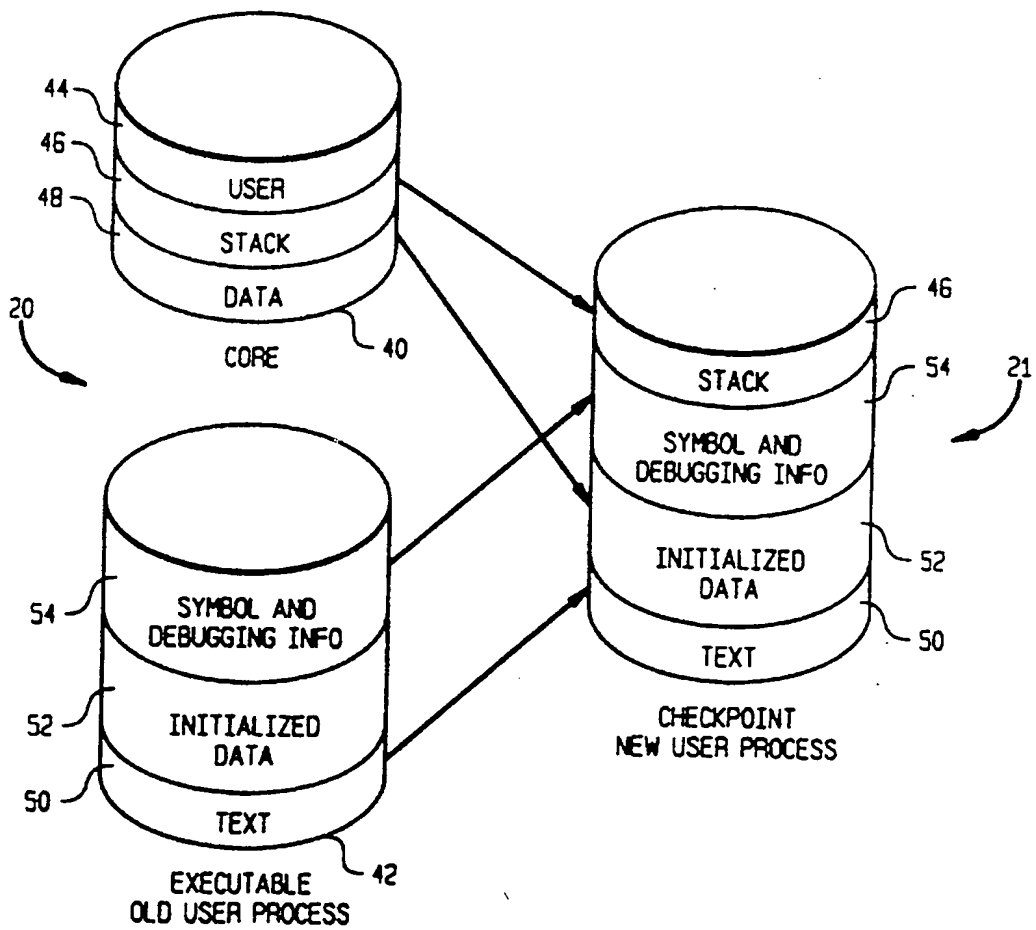 44
46
48
USER
STACK
DATA
40
CORE
20
46
STACK
54
21
SYMBOL AND
DEBUGGING INFO
52
INITIALIZED
DATA
50
TEXT
CHECKPOINT
NEW USER PROCESS
54
SYMBOL AND
DEBUGGING INFO
52
INITIALIZED
DATA
50
TEXT
42
EXECUTABLE
OLD USER PROCESS